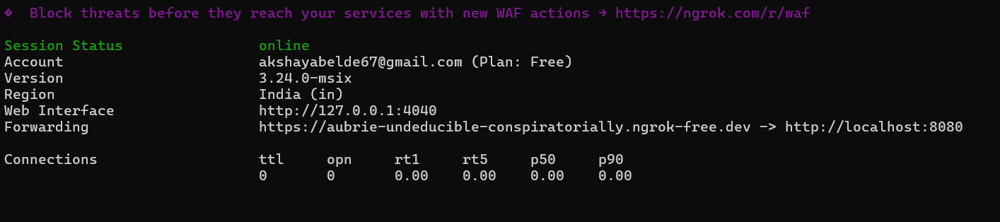 � Block threats before they reach your services with new WAF actions → https://ngrok.com/r/waf
Session Status online
Account akshayabelde67@gmail.com (Plan: Free)
Version 3.24.0-msix
Region India (in)
Web Interface http://127.0.0.1:4040
Forwarding https://aubrie-undeducible-conspiratorially.ngrok-free.dev -> http://localhost:8080
Connections ttl opn rt1 rt5 p50 p90
0 0 0.00 0.00 0.00 0.00